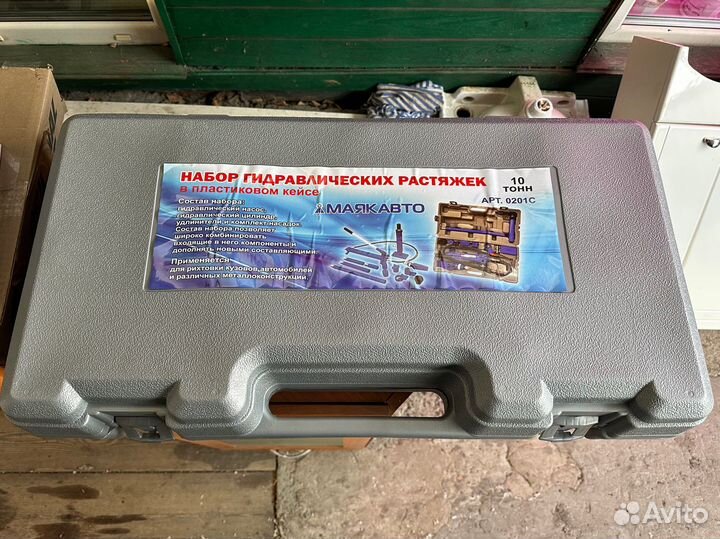 НАБОР ГИДРАВЛИЧЕСКИХ РАСТЯЖЕК
в пластиковом кейсе
10
ТОНН
АРТ. 0201С
МАЯКАВТО
Состав набора:
гидравлический насос,
гидравлический цилиндр,
удлинители и комплект насадок.
Состав набора позволяет
широко комбинировать
входящие в него компоненты и
дополнять новыми составляющими.
Применяется
для рихтовки кузовов автомобилей
и различных металлоконструкций.
Avito